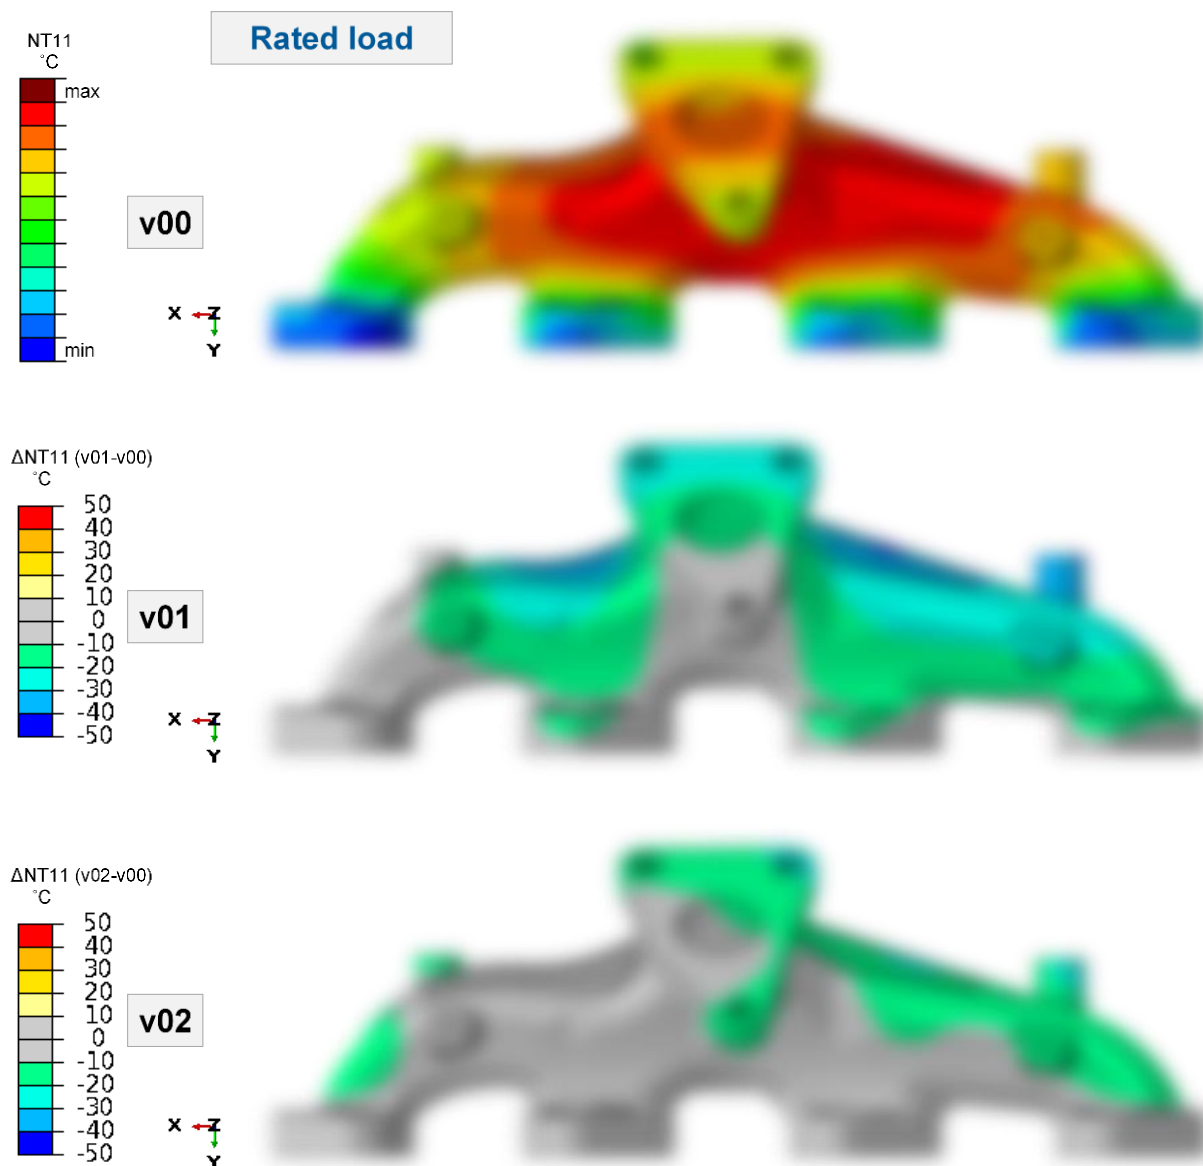 Rated load
NT11
°C
max
min
v00
X Z
Y
ΔNT11 (v01-v00)
°C
50
40
30
20
10
0
-10
-20
-30
-40
-50
v01
X Z
Y
ΔNT11 (v02-v00)
°C
50
40
30
20
10
0
-10
-20
-30
-40
-50
v02
X Z
Y